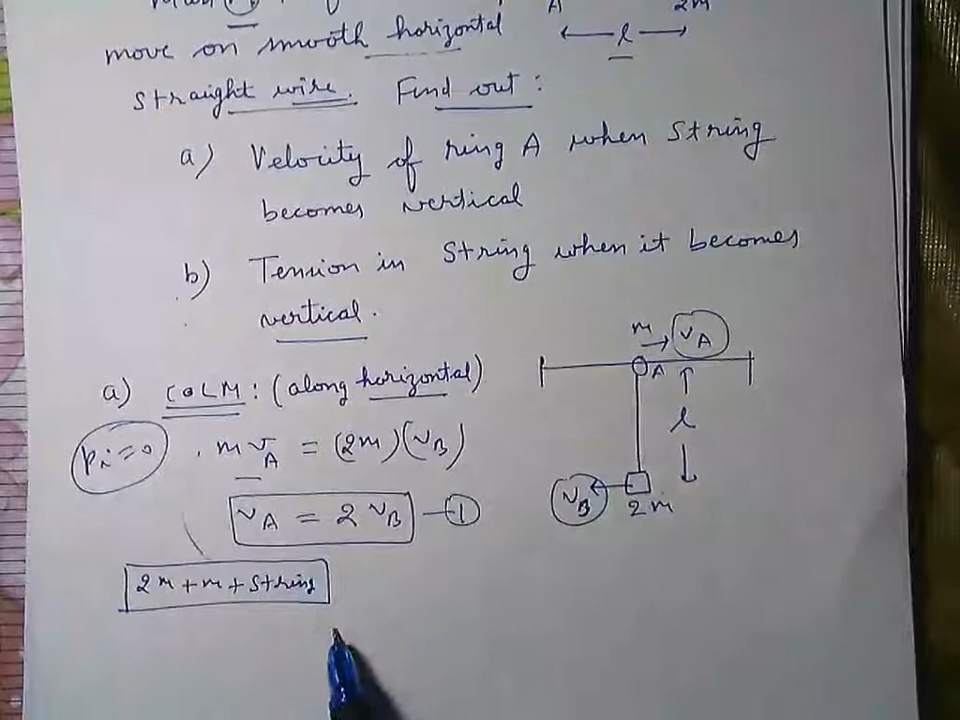 A 2m
move on smooth horizontal
← l →
straight wire. Find out:
a) Velocity of ring A when string
becomes vertical
b) Tension in string when it becomes
vertical.
a) COLM: (along horizontal)
m → vA
A
l
Pi=0
mvA = (2m)(vB)
vB
2m
vA = 2vB —①
2m+m+string